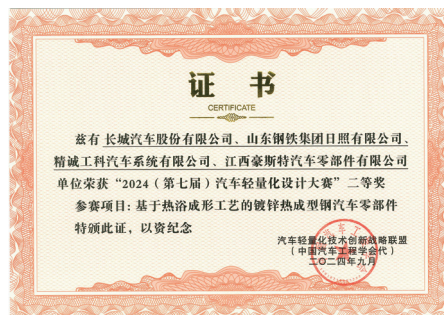 证书
CERTIFICATE
兹有 长城汽车股份有限公司、山东钢铁集团日照有限公司、
精诚工科汽车系统有限公司、江西豪斯特汽车零部件有限公司
单位荣获“2024（第七届）汽车轻量化设计大赛”二等奖
参赛项目：基于热浴成形工艺的镀锌热成型钢汽车零部件
特颁此证，以资纪念
汽车轻量化技术创新战略联盟
（中国汽车工程学会代）
二〇二四年九月